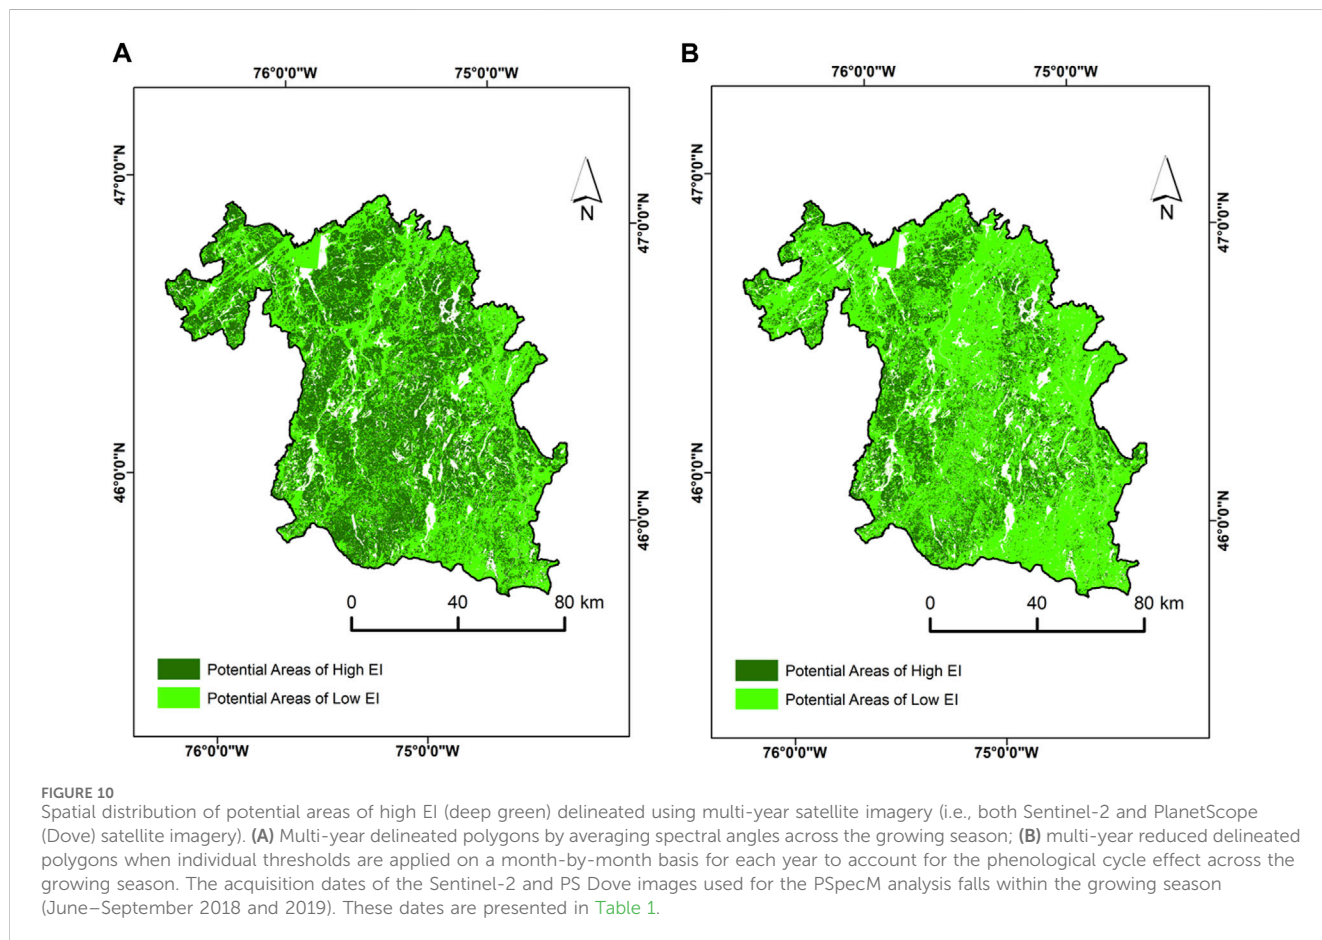 A
76°0'0"W 75°0'0"W
47°0'0"N
47°0'0"N
N
46°0'0"N
46°0'0"N
0 40 80 km
Potential Areas of High EI
Potential Areas of Low EI
76°0'0"W 75°0'0"W
B
76°0'0"W 75°0'0"W
47°0'0"N
47°0'0"N
N
46°0'0"N
46°0'0"N
0 40 80 km
Potential Areas of High EI
Potential Areas of Low EI
76°0'0"W 75°0'0"W
FIGURE 10
Spatial distribution of potential areas of high EI (deep green) delineated using multi-year satellite imagery (i.e., both Sentinel-2 and PlanetScope
(Dove) satellite imagery). (A) Multi-year delineated polygons by averaging spectral angles across the growing season; (B) multi-year reduced delineated
polygons when individual thresholds are applied on a month-by-month basis for each year to account for the phenological cycle effect across the
growing season. The acquisition dates of the Sentinel-2 and PS Dove images used for the PSpecM analysis falls within the growing season
(June–September 2018 and 2019). These dates are presented in Table 1.